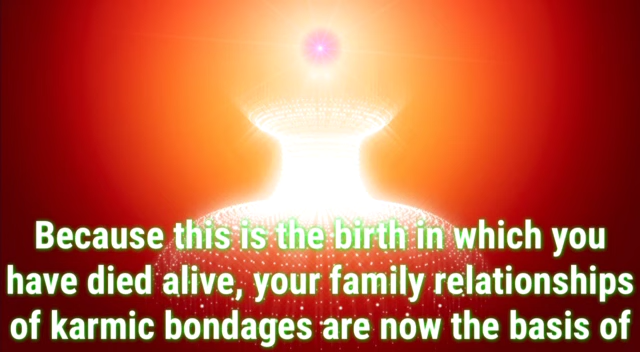 Because this is the birth in which you
have died alive, your family relationships
of karmic bondages are now the basis of